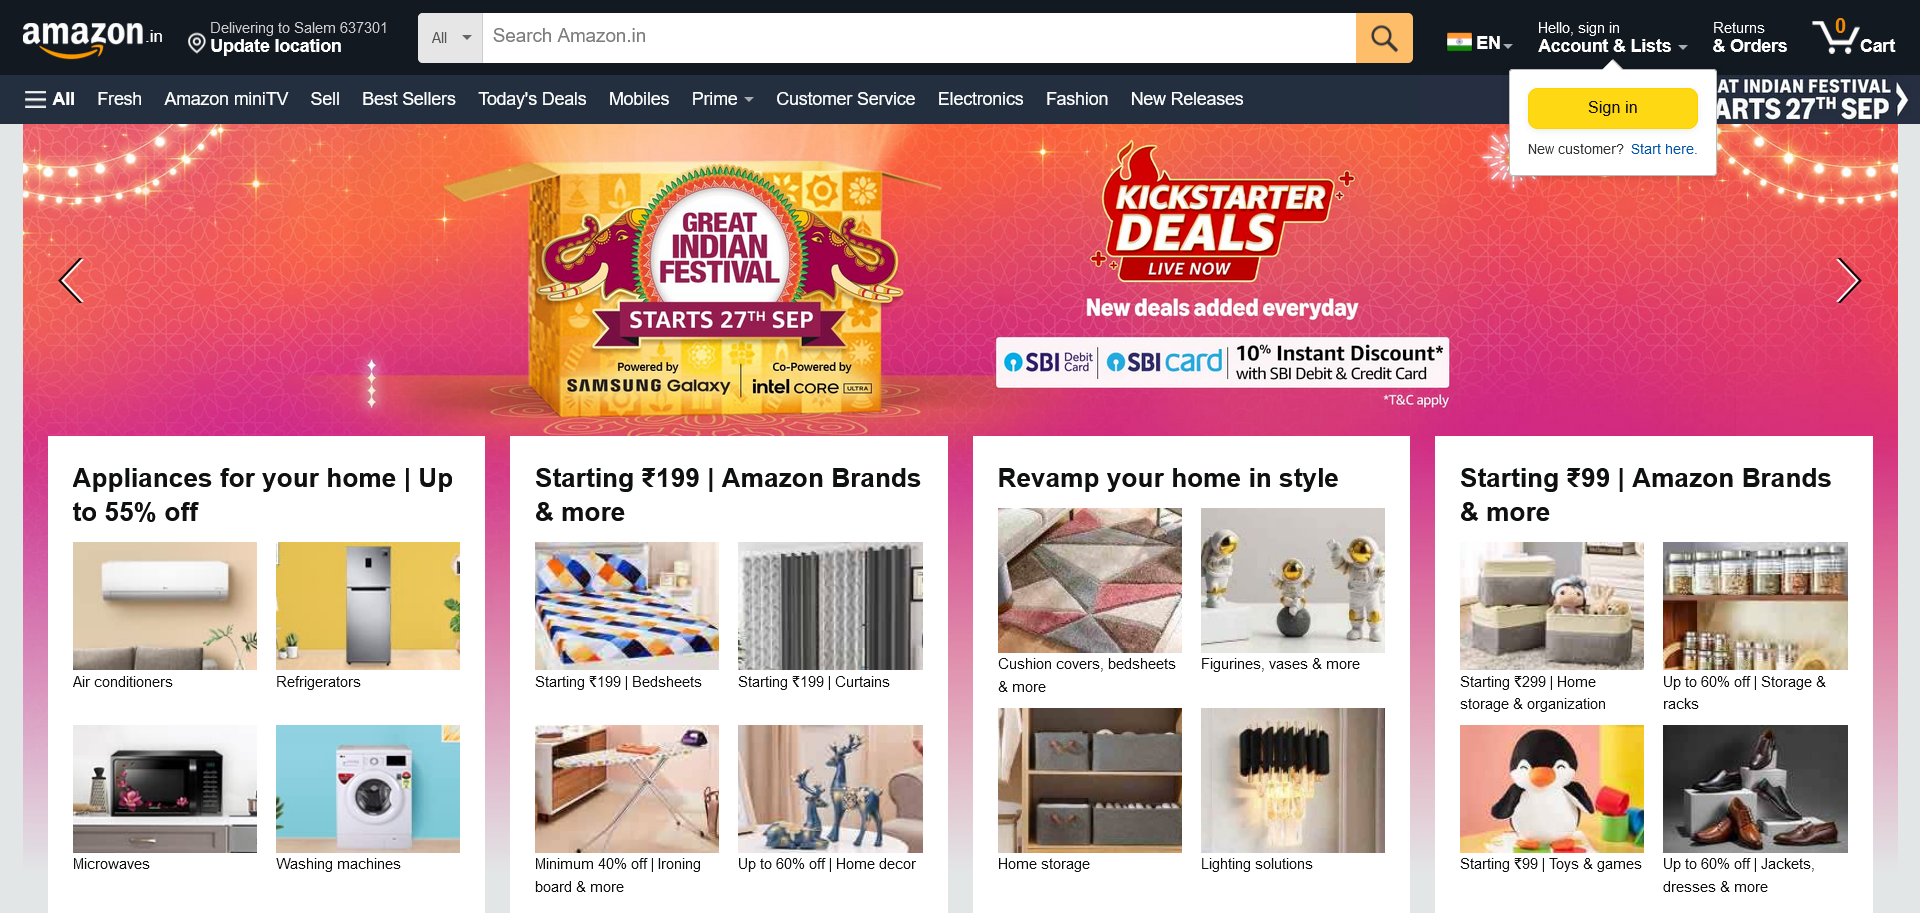 amazon.in
Delivering to Salem 637301
Update location
All
Search Amazon.in
EN
Hello, sign in
Account & Lists
Returns
& Orders
0
Cart
All
Fresh
Amazon miniTV
Sell
Best Sellers
Today's Deals
Mobiles
Prime
Customer Service
Electronics
Fashion
New Releases
AT INDIAN FESTIVAL
ARTS 27TH SEP
Sign in
New customer? Start here.
GREAT
INDIAN
FESTIVAL
STARTS 27TH SEP
Powered by
SAMSUNG Galaxy
Co-Powered by
intel CORE ULTRA
KICKSTARTER
DEALS
LIVE NOW
New deals added everyday
SBI Debit Card
SBI card
10% Instant Discount*
with SBI Debit & Credit Card
*T&C apply
Appliances for your home | Up
to 55% off
Air conditioners
Refrigerators
Microwaves
Washing machines
Starting ₹199 | Amazon Brands
& more
Starting ₹199 | Bedsheets
Starting ₹199 | Curtains
Minimum 40% off | Ironing
board & more
Up to 60% off | Home decor
Revamp your home in style
Cushion covers, bedsheets
& more
Figurines, vases & more
Home storage
Lighting solutions
Starting ₹99 | Amazon Brands
& more
Starting ₹299 | Home
storage & organization
Up to 60% off | Storage &
racks
Starting ₹99 | Toys & games
Up to 60% off | Jackets,
dresses & more